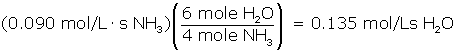 (0.090 mol/L · s NH₃)(6 mole H₂O / 4 mole NH₃) = 0.135 mol/Ls H₂O